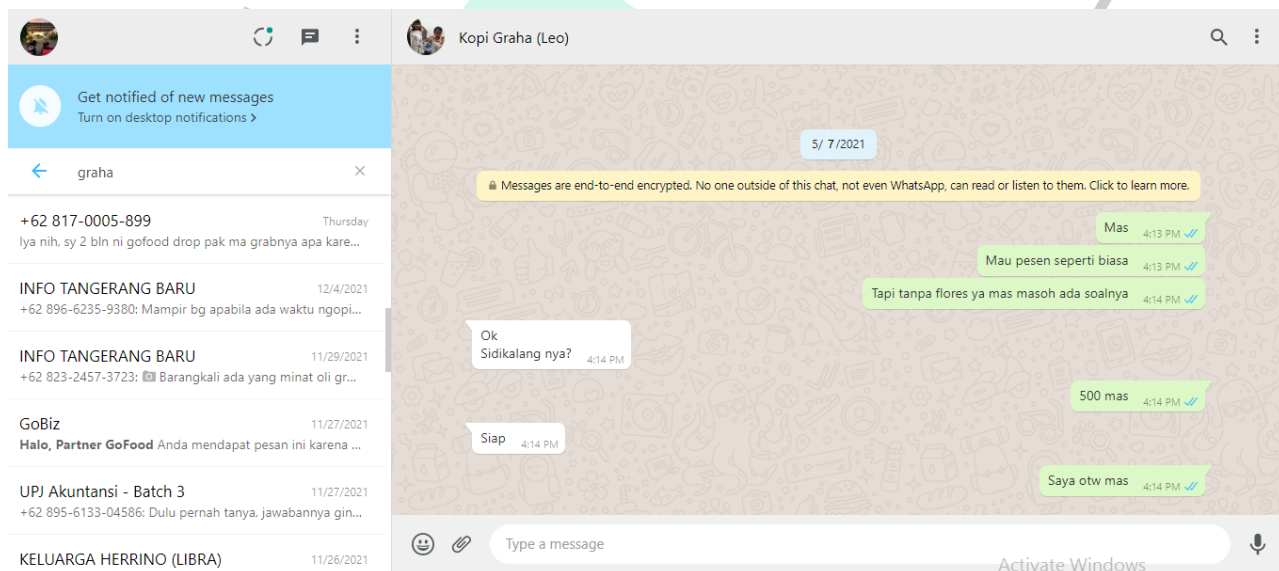 Kopi Graha (Leo)
Get notified of new messages
Turn on desktop notifications >
graha
+62 817-0005-899
Thursday
Iya nih, sy 2 bln ni gofood drop pak ma grabnya apa kare...
INFO TANGERANG BARU
12/4/2021
+62 896-6235-9380: Mampir bg apabila ada waktu ngopi...
INFO TANGERANG BARU
11/29/2021
+62 823-2457-3723: Barangkali ada yang minat oli gr...
GoBiz
11/27/2021
Halo, Partner GoFood Anda mendapat pesan ini karena ...
UPJ Akuntansi - Batch 3
11/27/2021
+62 895-6133-04586: Dulu pernah tanya, jawabannya gin...
KELUARGA HERRINO (LIBRA)
11/26/2021
5/ 7/2021
Messages are end-to-end encrypted. No one outside of this chat, not even WhatsApp, can read or listen to them. Click to learn more.
Mas 4:13 PM
Mau pesen seperti biasa 4:13 PM
Tapi tanpa flores ya mas masoh ada soalnya 4:14 PM
Ok
Sidikalang nya? 4:14 PM
500 mas 4:14 PM
Siap 4:14 PM
Saya otw mas 4:14 PM
Type a message
Activate Windows